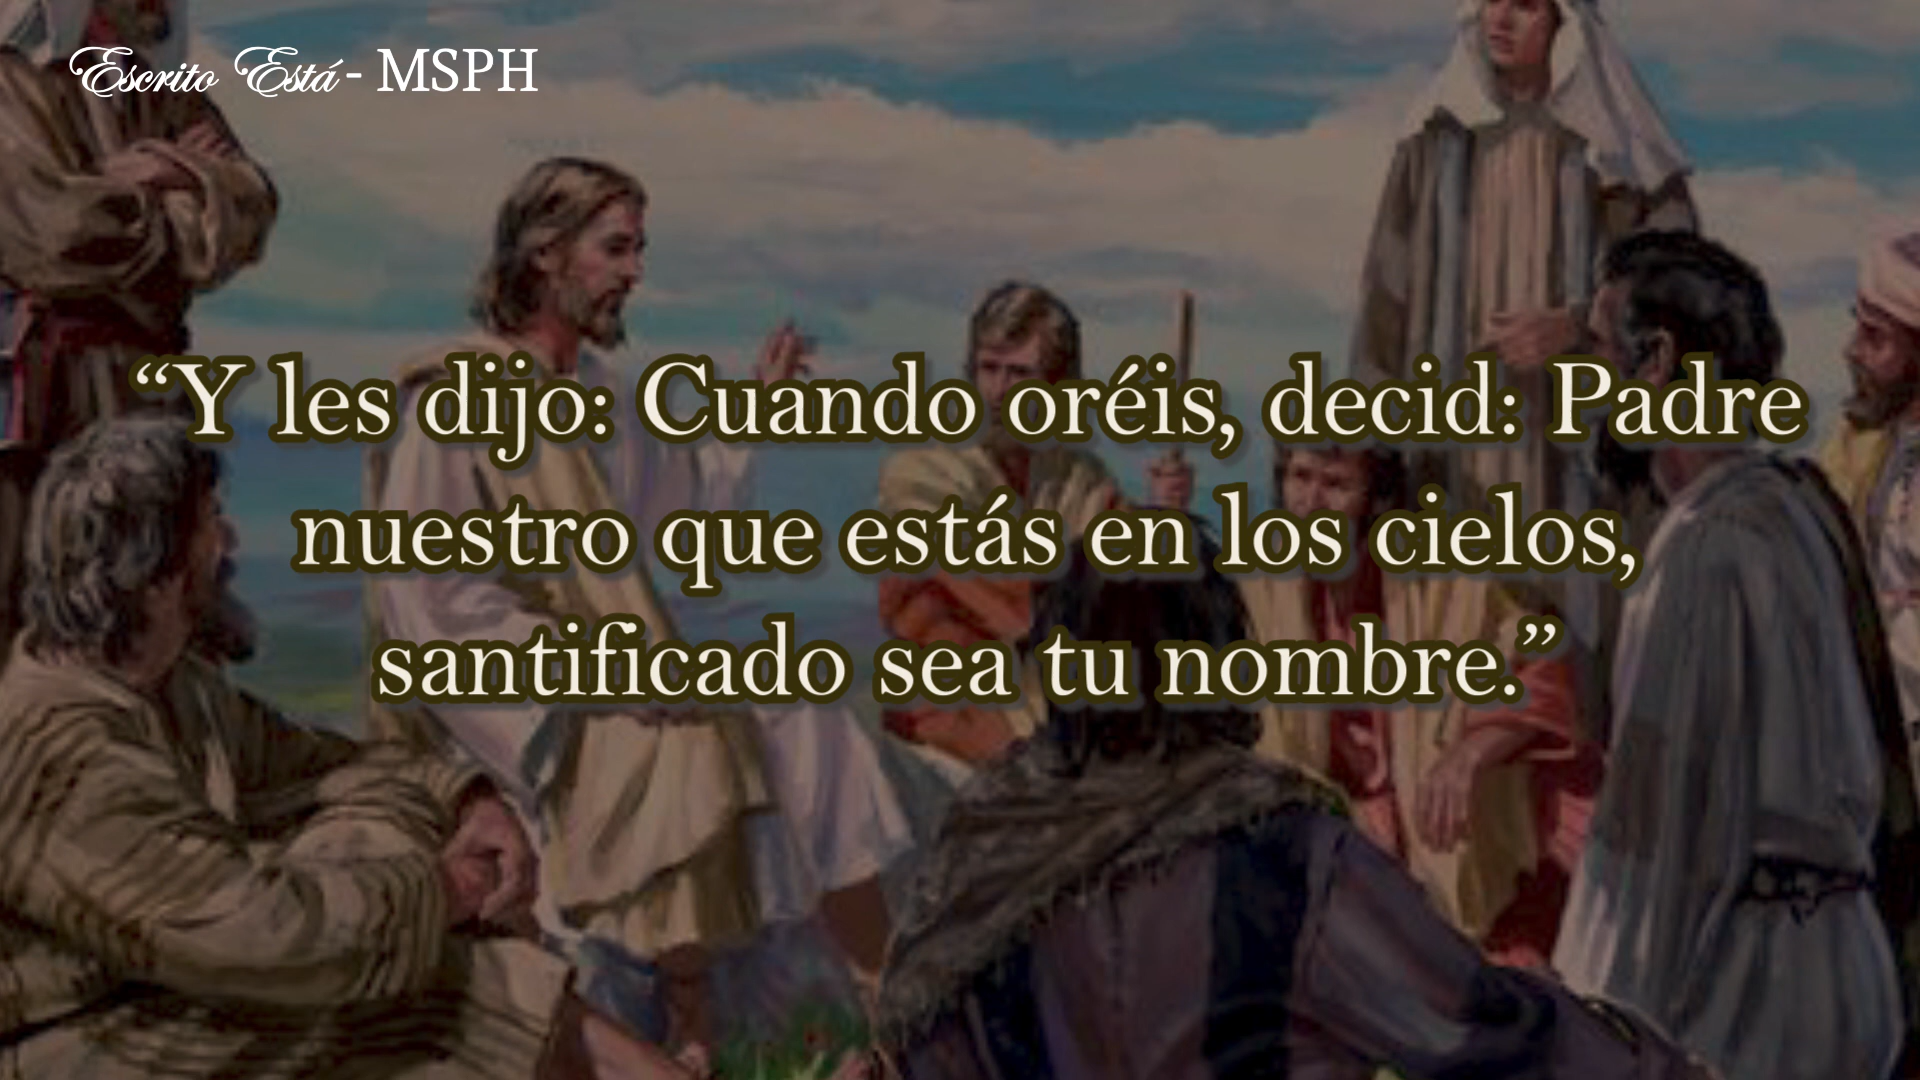 Escrito Está - MSPH
“Y les dijo: Cuando oréis, decid: Padre
nuestro que estás en los cielos,
santificado sea tu nombre.”